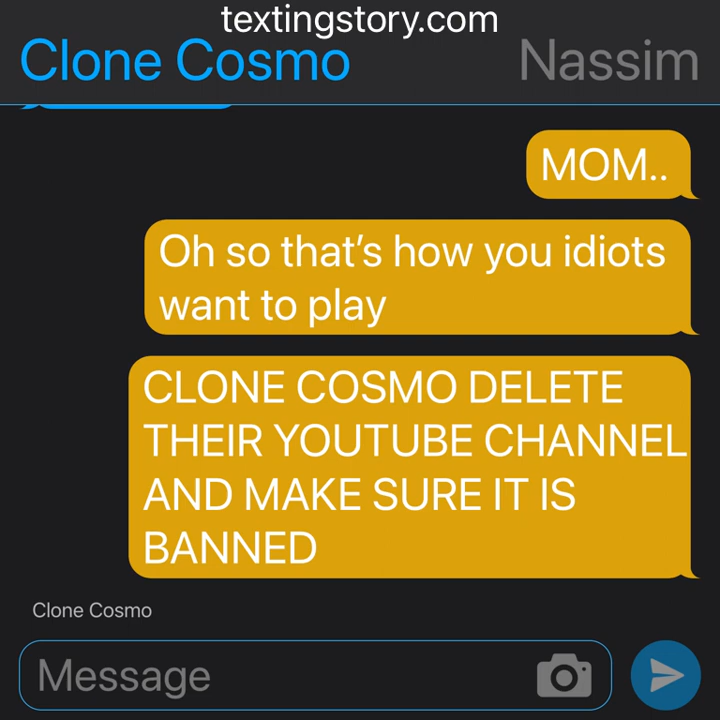 textingstory.com
Clone Cosmo Nassim
MOM..
Oh so that’s how you idiots
want to play
CLONE COSMO DELETE
THEIR YOUTUBE CHANNEL
AND MAKE SURE IT IS
BANNED
Clone Cosmo
Message